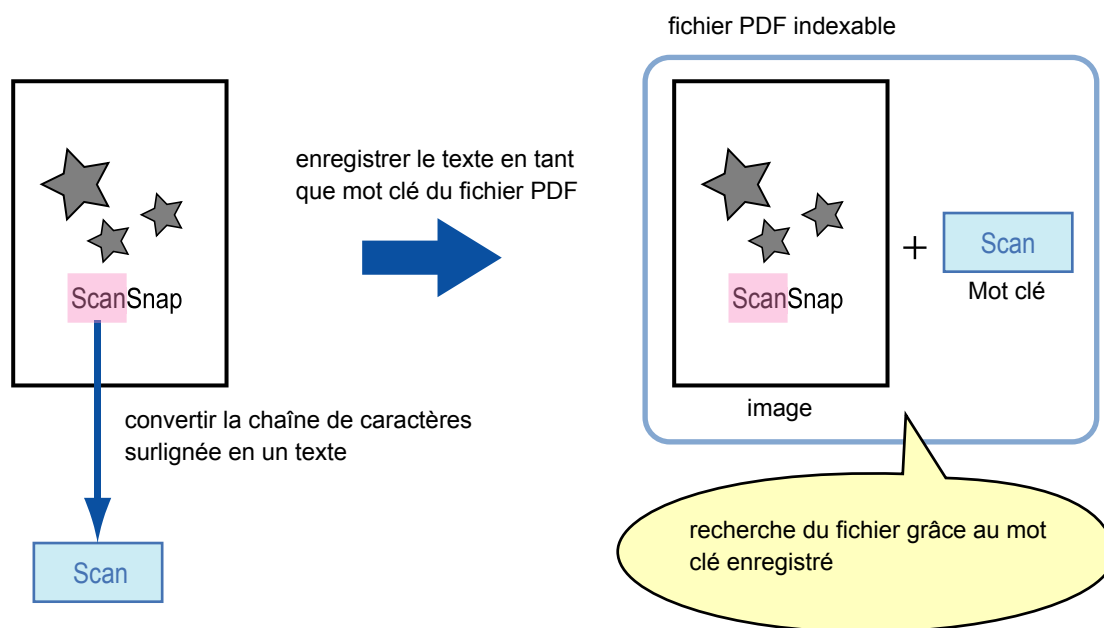 fichier PDF indexable
enregistrer le texte en tant
que mot clé du fichier PDF
ScanSnap
convertir la chaîne de caractères
surlignée en un texte
Scan
ScanSnap
+
Scan
Mot clé
image
recherche du fichier grâce au mot
clé enregistré